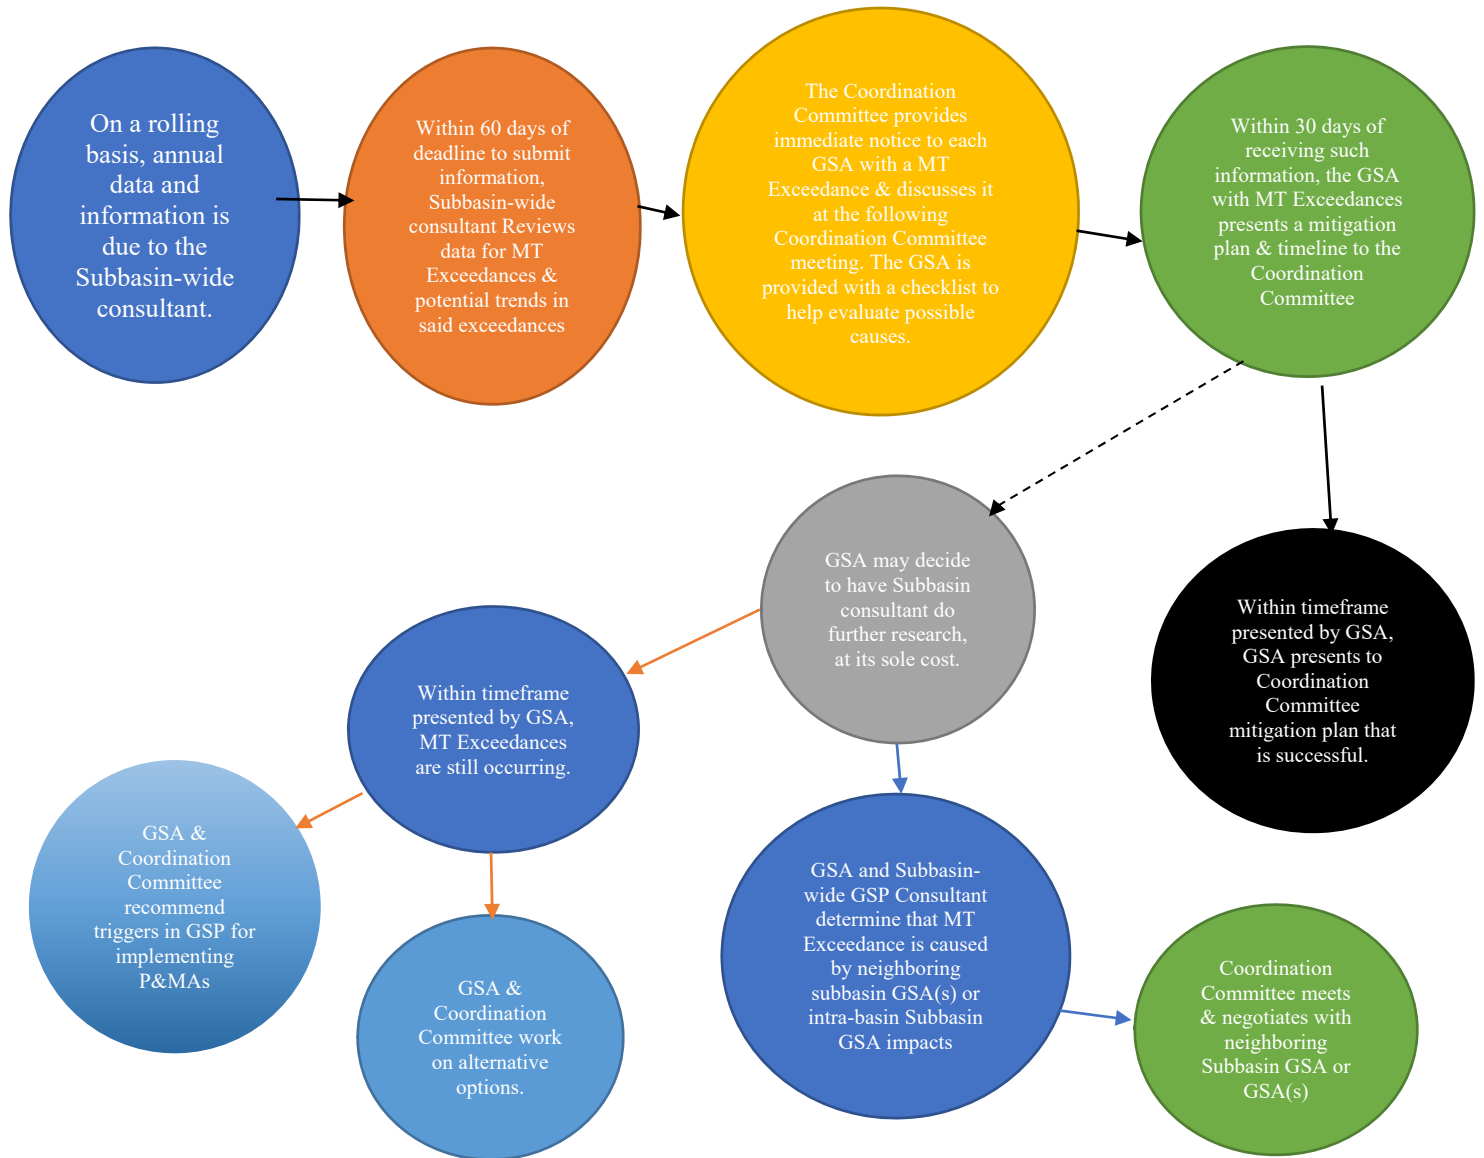 On a rolling
basis, annual
data and
information is
due to the
Subbasin-wide
consultant.
Within 60 days of
deadline to submit
information,
Subbasin-wide
consultant Reviews
data for MT
Exceedances &
potential trends in
said exceedances
The Coordination
Committee provides
immediate notice to each
GSA with a MT
Exceedance & discusses it
at the following
Coordination Committee
meeting. The GSA is
provided with a checklist to
help evaluate possible
causes.
Within 30 days of
receiving such
information, the GSA
with MT Exceedances
presents a mitigation
plan & timeline to the
Coordination
Committee
GSA may decide
to have Subbasin
consultant do
further research,
at its sole cost.
Within timeframe
presented by GSA,
GSA presents to
Coordination
Committee
mitigation plan that
is successful.
Within timeframe
presented by GSA,
MT Exceedances
are still occurring.
GSA &
Coordination
Committee
recommend
triggers in GSP for
implementing
P&MAs
GSA &
Coordination
Committee work
on alternative
options.
GSA and Subbasin-
wide GSP Consultant
determine that MT
Exceedance is caused
by neighboring
subbasin GSA(s) or
intra-basin Subbasin
GSA impacts
Coordination
Committee meets
& negotiates with
neighboring
Subbasin GSA or
GSA(s)